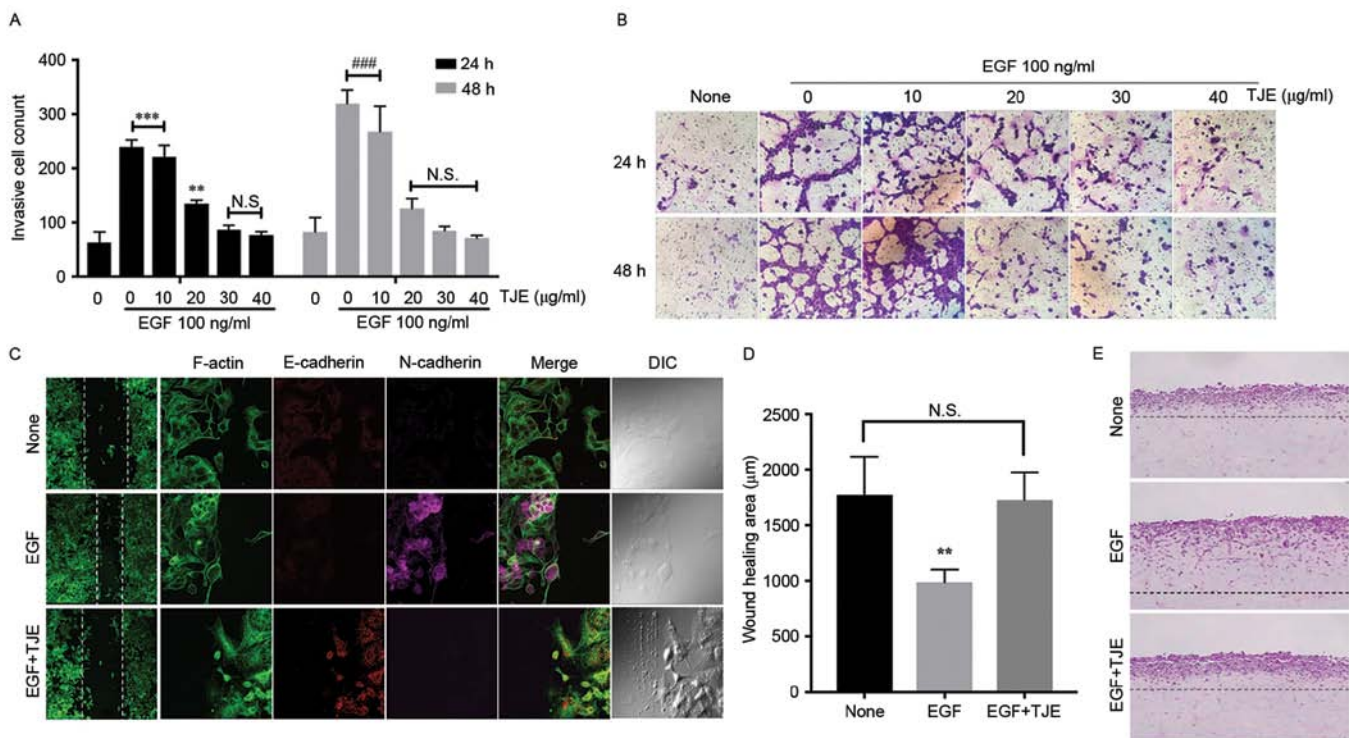 A
400
300
200
100
0
Invasive cell count
24 h
48 h
***
**
N.S
###
N.S.
0 0 10 20 30 40 0 0 10 20 30 40 TJE (μg/ml)
EGF 100 ng/ml EGF 100 ng/ml
B
EGF 100 ng/ml
None 0 10 20 30 40 TJE (μg/ml)
24 h
48 h
C
F-actin E-cadherin N-cadherin Merge DIC
None
EGF
EGF+TJE
D
N.S.
2500
2000
1500
1000
500
0
Wound healing area (μm)
**
None EGF EGF+TJE
E
None
EGF
EGF+TJE